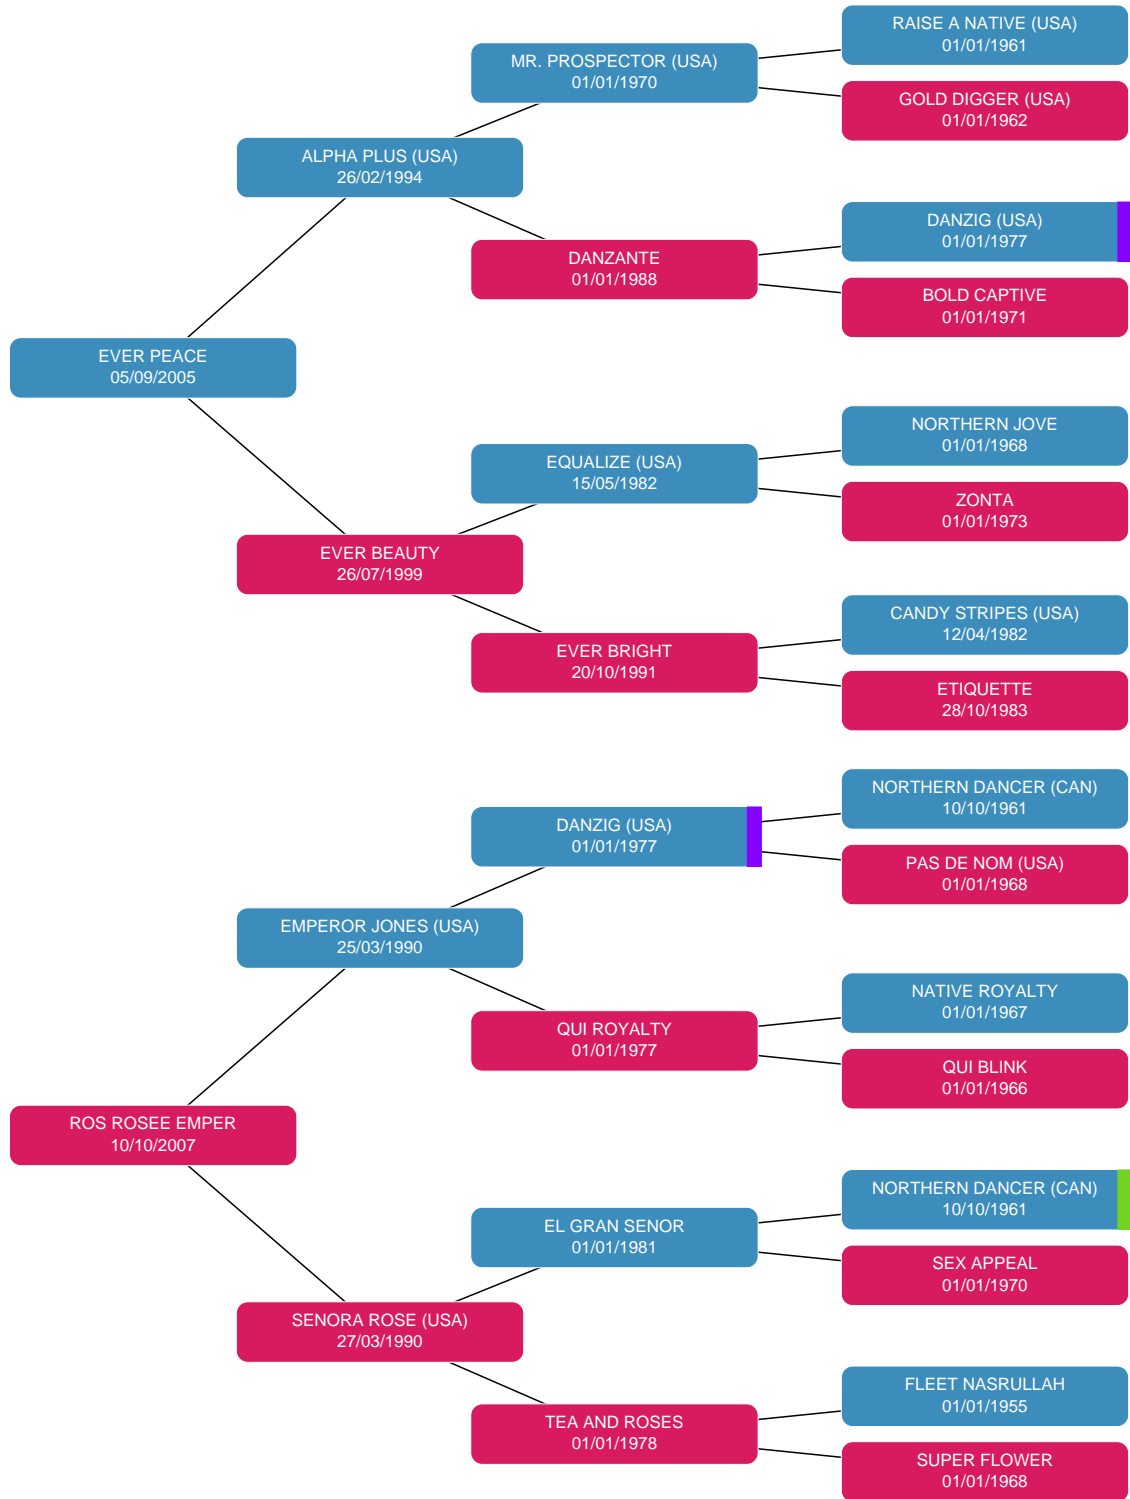 RAISE A NATIVE (USA)
01/01/1961
MR. PROSPECTOR (USA)
01/01/1970
GOLD DIGGER (USA)
01/01/1962
ALPHA PLUS (USA)
26/02/1994
DANZIG (USA)
01/01/1977
DANZANTE
01/01/1988
BOLD CAPTIVE
01/01/1971
EVER PEACE
05/09/2005
NORTHERN JOVE
01/01/1968
EQUALIZE (USA)
15/05/1982
ZONTA
01/01/1973
EVER BEAUTY
26/07/1999
CANDY STRIPES (USA)
12/04/1982
EVER BRIGHT
20/10/1991
ETIQUETTE
28/10/1983
NORTHERN DANCER (CAN)
10/10/1961
DANZIG (USA)
01/01/1977
PAS DE NOM (USA)
01/01/1968
EMPEROR JONES (USA)
25/03/1990
NATIVE ROYALTY
01/01/1967
QUI ROYALTY
01/01/1977
QUI BLINK
01/01/1966
ROS ROSEE EMPER
10/10/2007
NORTHERN DANCER (CAN)
10/10/1961
EL GRAN SENOR
01/01/1981
SEX APPEAL
01/01/1970
SENORA ROSE (USA)
27/03/1990
FLEET NASRULLAH
01/01/1955
TEA AND ROSES
01/01/1978
SUPER FLOWER
01/01/1968